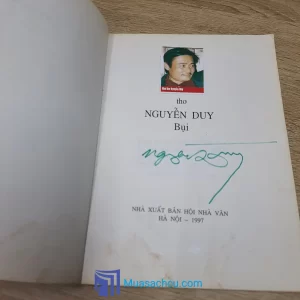 thơ
NGUYỄN DUY
Bụi
NHÀ XUẤT BẢN HỘI NHÀ VĂN
HÀ NỘI – 1997
Muasachcu.com